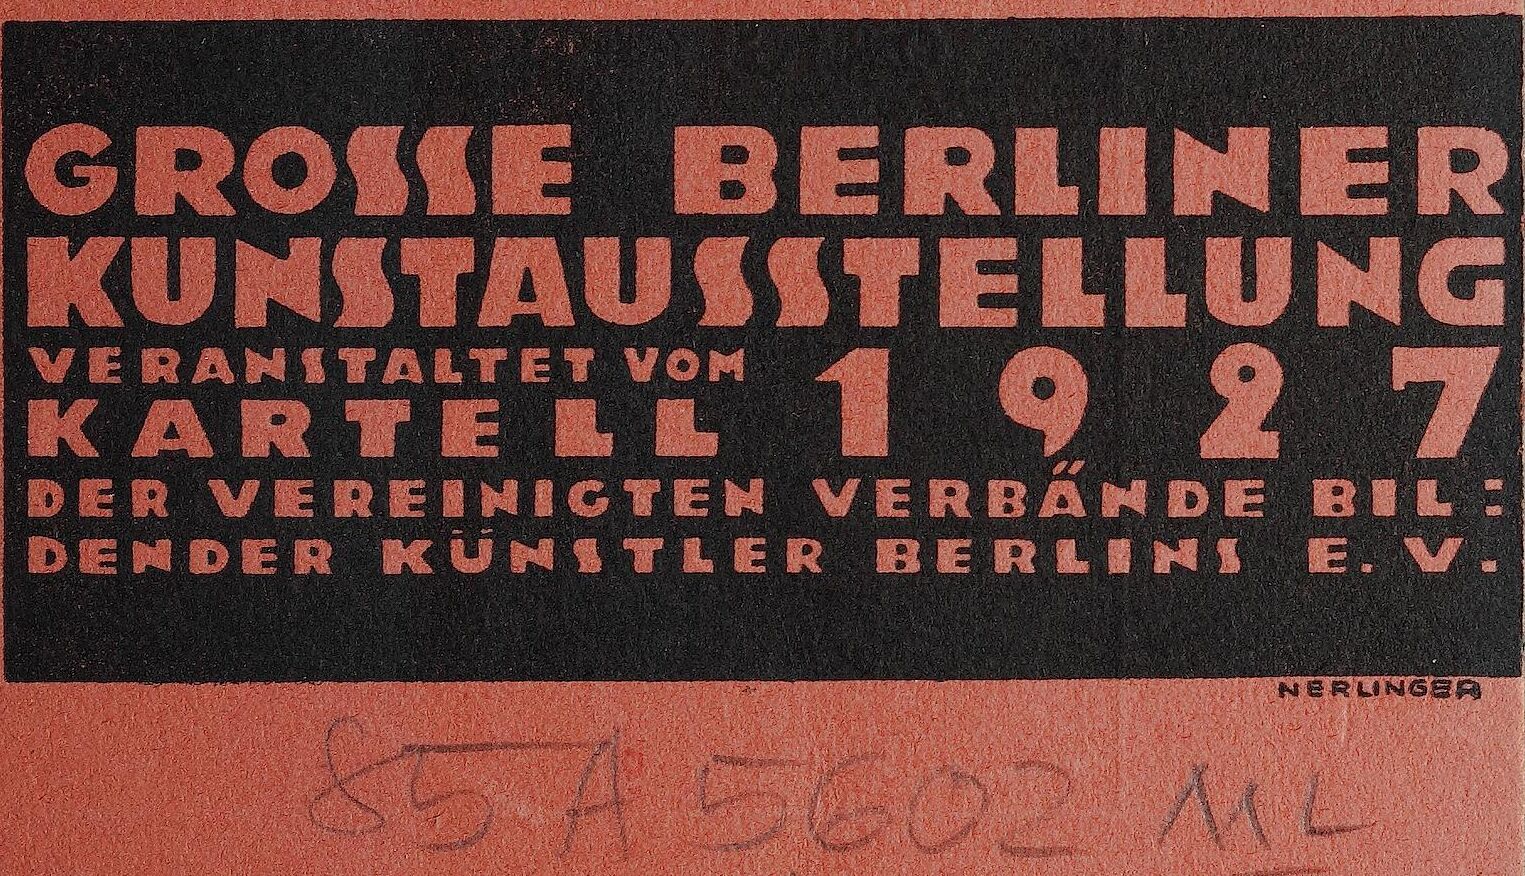 GROSSE BERLINER
KUNSTAUSSTELLUNG
VERANSTALTET VOM
KARTELL 1927
DER VEREINIGTEN VERBÄNDE BIL:
DENDER KÜNSTLER BERLINS E. V.
NERLINGER
85 A 5602 ML